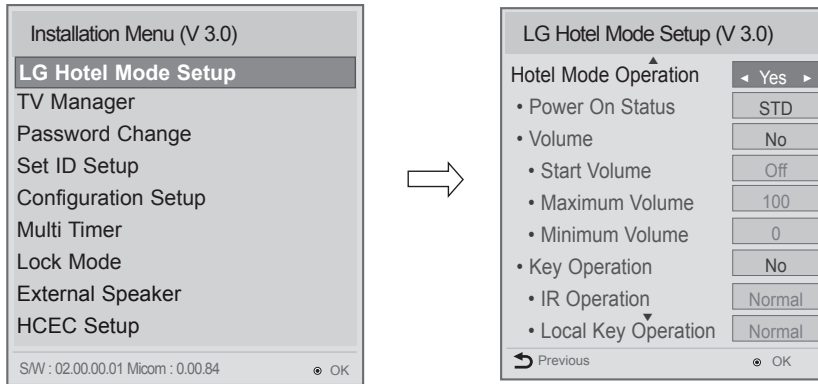 Installation Menu (V 3.0)
LG Hotel Mode Setup
TV Manager
Password Change
Set ID Setup
Configuration Setup
Multi Timer
Lock Mode
External Speaker
HCEC Setup
S/W : 02.00.00.01 Micom : 0.00.84 ◉ OK
LG Hotel Mode Setup (V 3.0)
Hotel Mode Operation ◄ Yes ►
• Power On Status STD
• Volume No
• Start Volume Off
• Maximum Volume 100
• Minimum Volume 0
• Key Operation No
• IR Operation Normal
• Local Key Operation Normal
Previous ◉ OK